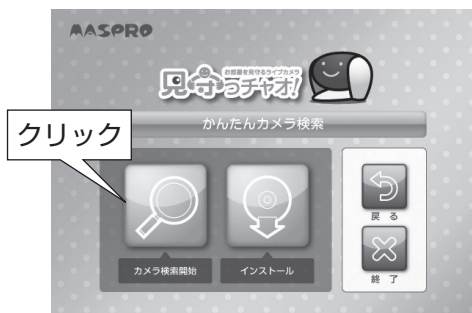 MASPRO
お部屋を見守るライブカメラ
見守っチャオ!
かんたんカメラ検索
クリック
カメラ検索開始
インストール
戻る
終了